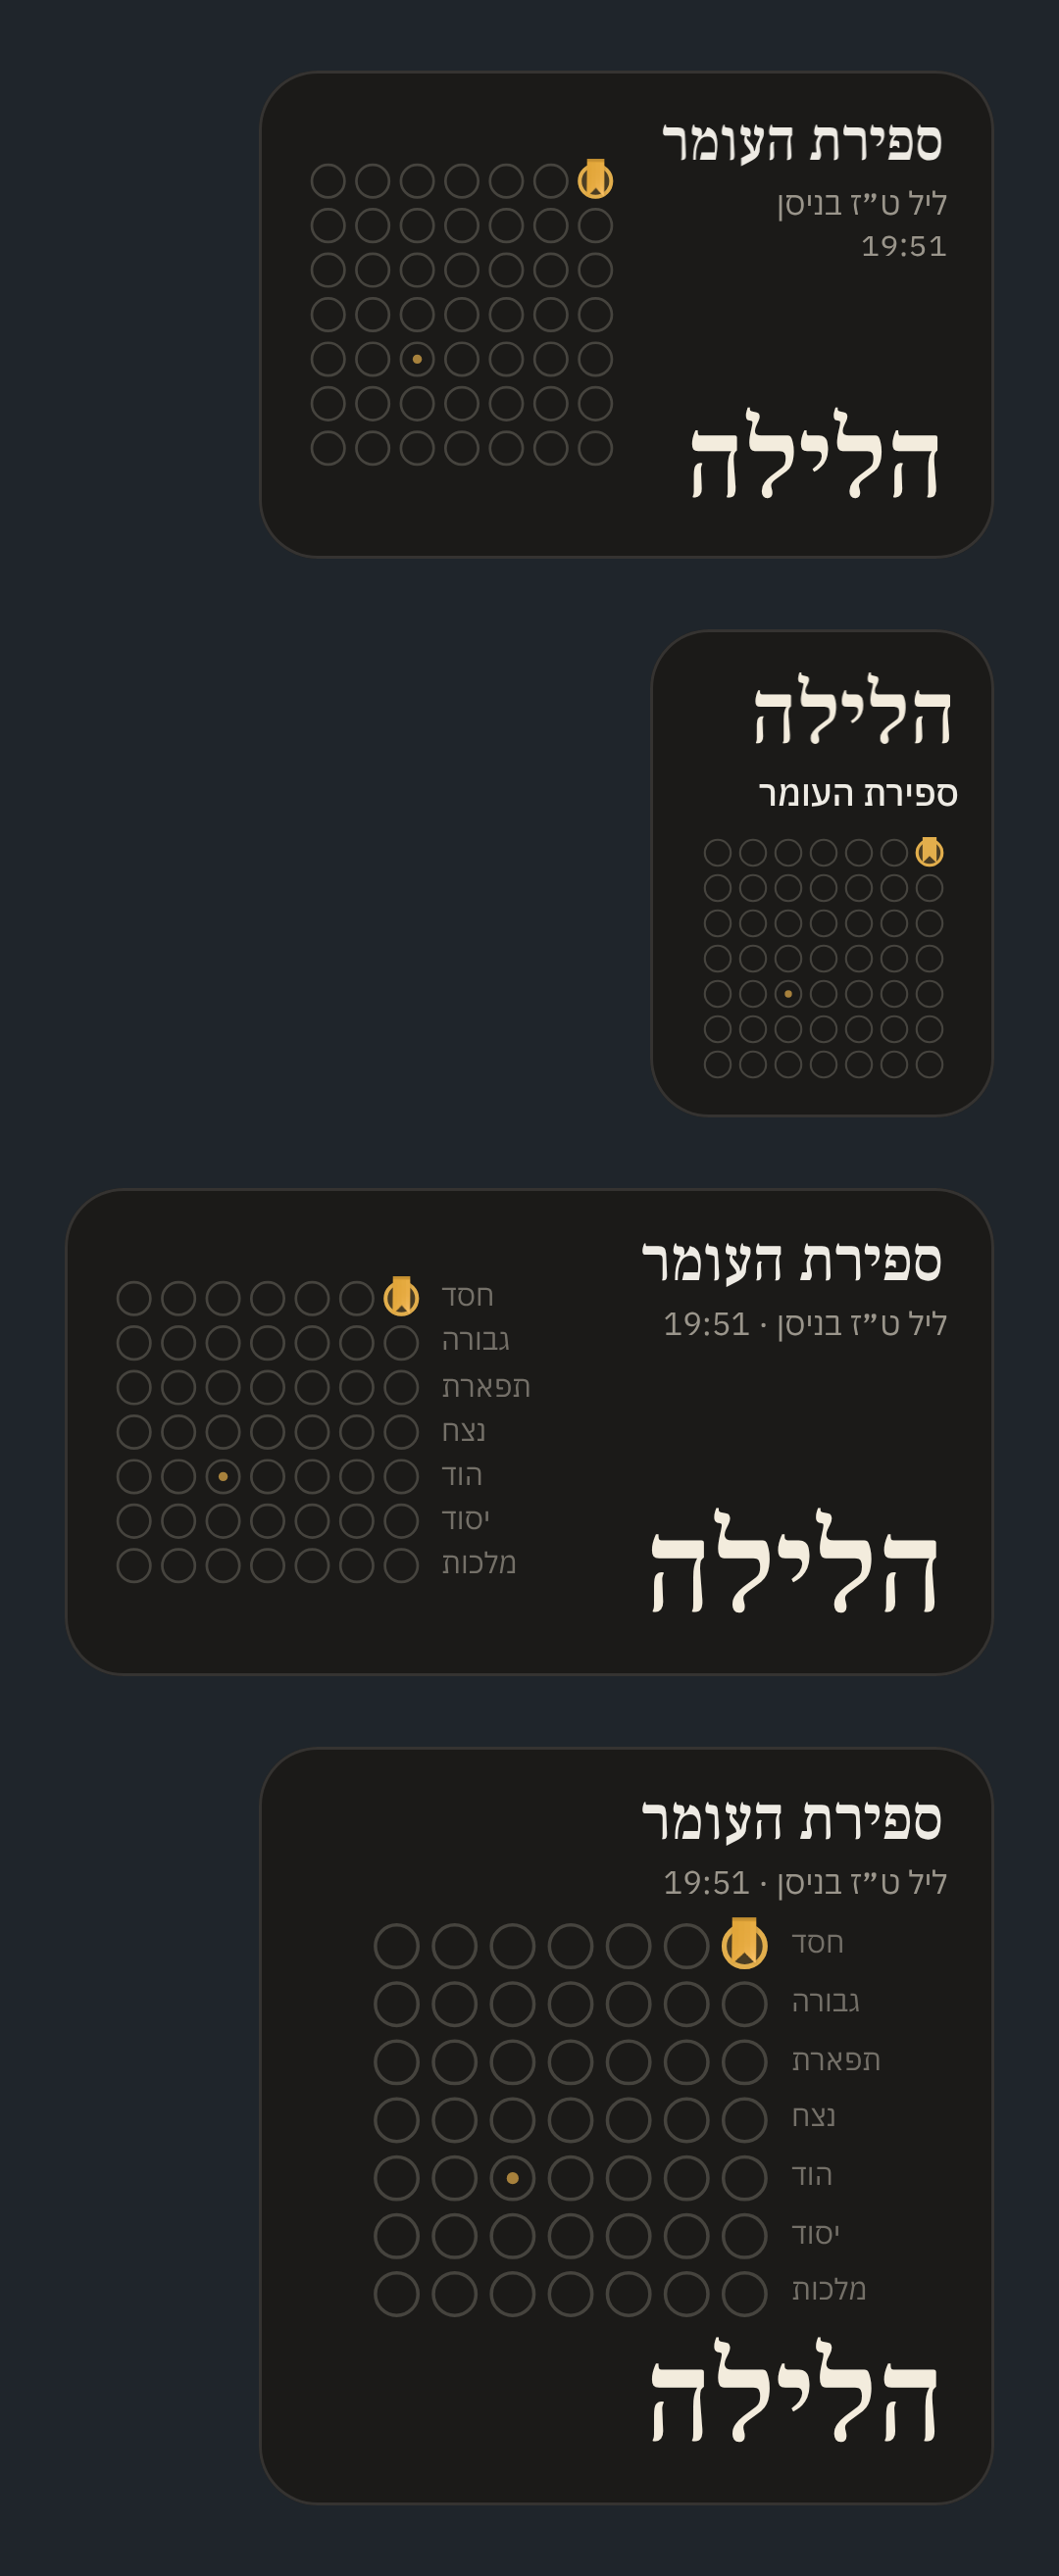 ספירת העומר
ליל ט״ז בניסן
19:51
הלילה
הלילה
ספירת העומר
ספירת העומר
ליל ט״ז בניסן · 19:51
חסד
גבורה
תפארת
נצח
הוד
יסוד
מלכות
הלילה
ספירת העומר
ליל ט״ז בניסן · 19:51
חסד
גבורה
תפארת
נצח
הוד
יסוד
מלכות
הלילה